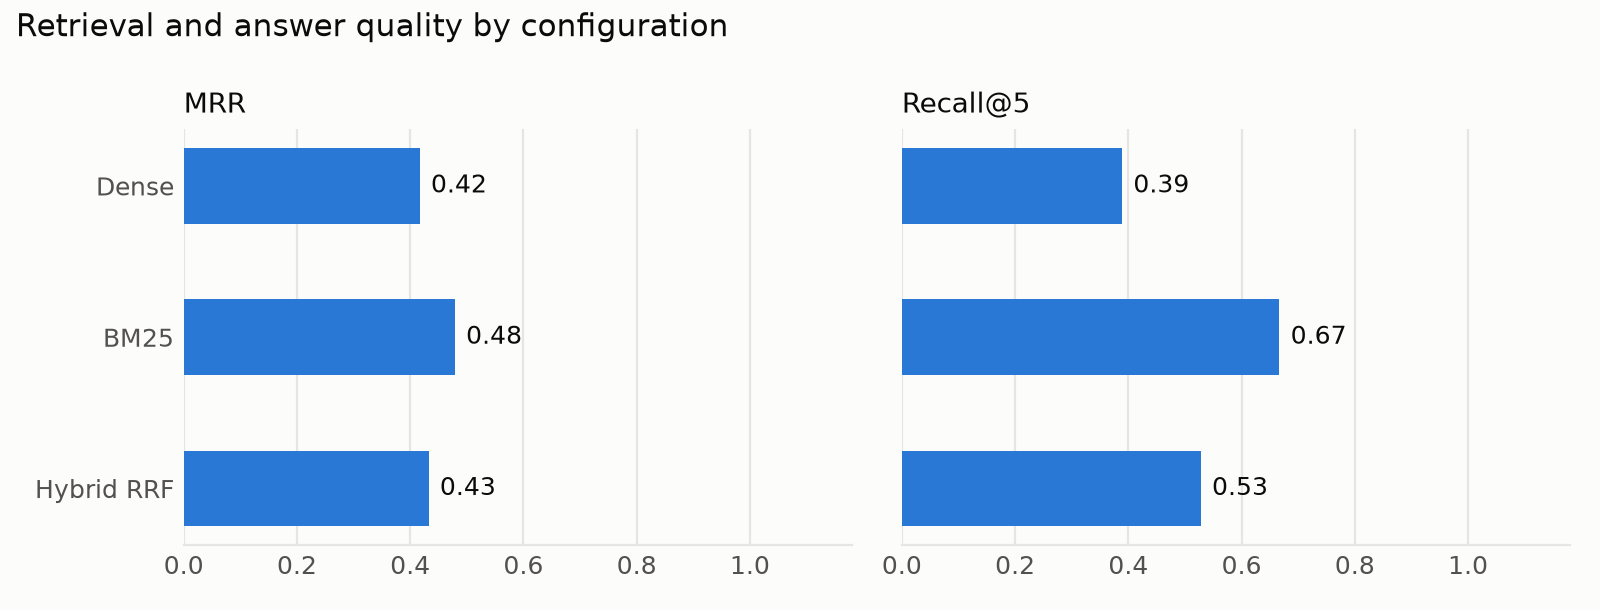 Retrieval and answer quality by configuration
MRR
Dense
0.42
BM25
0.48
Hybrid RRF
0.43
0.0 0.2 0.4 0.6 0.8 1.0
Recall@5
0.39
0.67
0.53
0.0 0.2 0.4 0.6 0.8 1.0